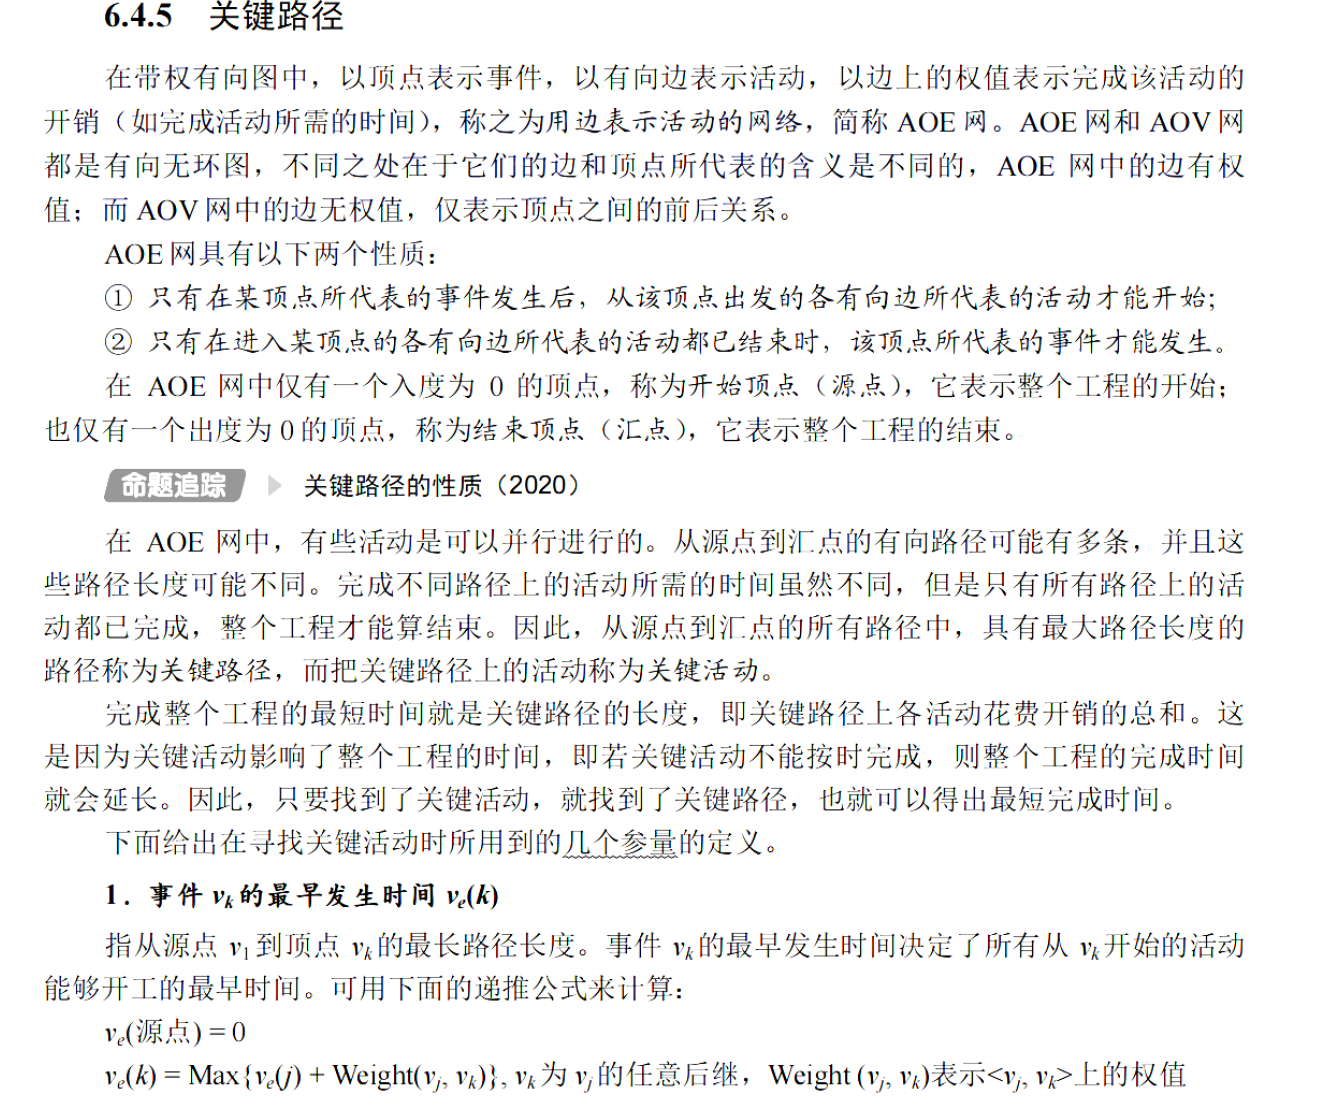 6.4.5 关键路径
在带权有向图中，以顶点表示事件，以有向边表示活动，以边上的权值表示完成该活动的
开销（如完成活动所需的时间），称之为用边表示活动的网络，简称 AOE 网。AOE 网和 AOV 网
都是有向无环图，不同之处在于它们的边和顶点所代表的含义是不同的，AOE 网中的边有权
值；而 AOV 网中的边无权值，仅表示顶点之间的前后关系。
AOE 网具有以下两个性质：
① 只有在某顶点所代表的事件发生后，从该顶点出发的各有向边所代表的活动才能开始；
② 只有在进入某顶点的各有向边所代表的活动都已结束时，该顶点所代表的事件才能发生。
在 AOE 网中仅有一个入度为 0 的顶点，称为开始顶点（源点），它表示整个工程的开始；
也仅有一个出度为 0 的顶点，称为结束顶点（汇点），它表示整个工程的结束。
命题追踪 ▶ 关键路径的性质（2020）
在 AOE 网中，有些活动是可以并行进行的。从源点到汇点的有向路径可能有多条，并且这
些路径长度可能不同。完成不同路径上的活动所需的时间虽然不同，但是只有所有路径上的活
动都已完成，整个工程才能算结束。因此，从源点到汇点的所有路径中，具有最大路径长度的
路径称为关键路径，而把关键路径上的活动称为关键活动。
完成整个工程的最短时间就是关键路径的长度，即关键路径上各活动花费开销的总和。这
是因为关键活动影响了整个工程的时间，即若关键活动不能按时完成，则整个工程的完成时间
就会延长。因此，只要找到了关键活动，就找到了关键路径，也就可以得出最短完成时间。
下面给出在寻找关键活动时所用到的几个参量的定义。
1．事件 vₖ的最早发生时间 vₑ(k)
指从源点 v₁到顶点 vₖ的最长路径长度。事件 vₖ的最早发生时间决定了所有从 vₖ开始的活动
能够开工的最早时间。可用下面的递推公式来计算：
vₑ(源点) = 0
vₑ(k) = Max{vₑ(j) + Weight(vⱼ, vₖ)}, vₖ为 vⱼ的任意后继，Weight (vⱼ, vₖ)表示<vⱼ, vₖ>上的权值